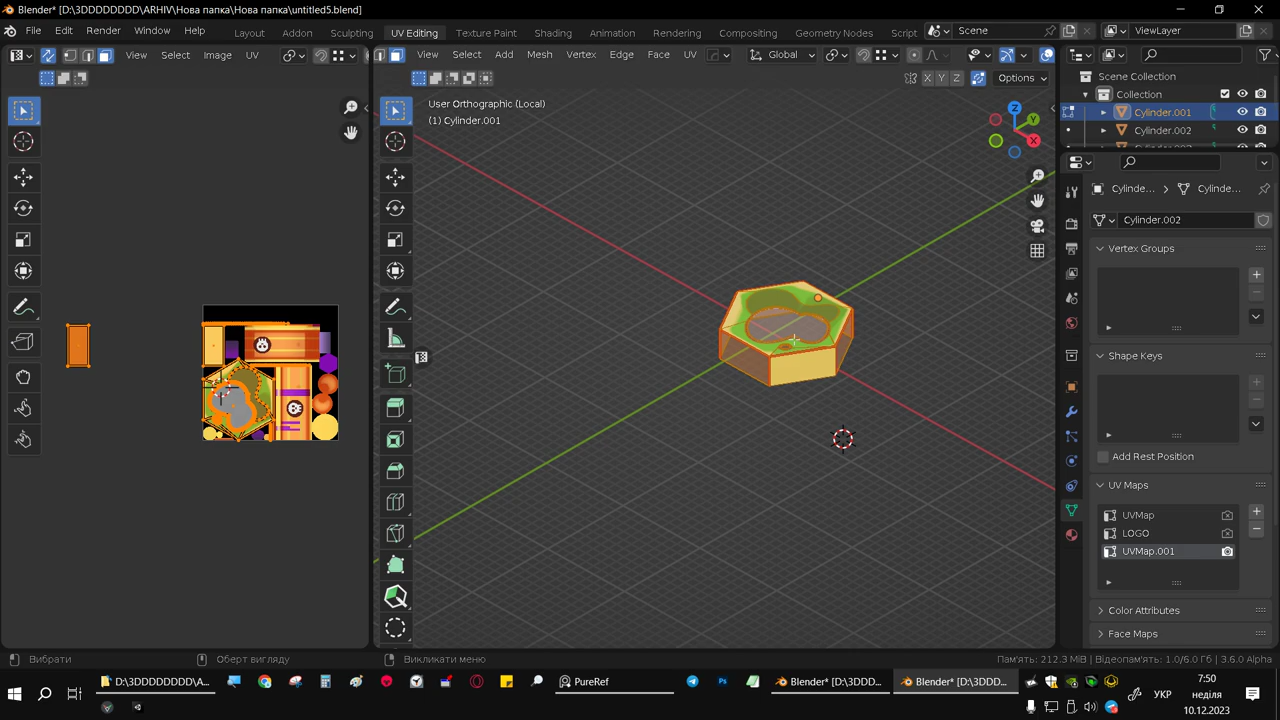 Blender* [D:\3DDDDDDDD\ARHIV\Нова папка\Нова папка\untitled5.blend]
File Edit Render Window Help Layout Addon Sculpting UV Editing Texture Paint Shading Animation Rendering Compositing Geometry Nodes Script Scene ViewLayer
View Select Image UV View Select Add Mesh Vertex Edge Face UV Global
X Y Z Options
User Orthographic (Local)
(1) Cylinder.001
Z
Y
X
Scene Collection
Collection
Cylinder.001
Cylinder.002
Cylinde... Cylinde...
Cylinder.002
Vertex Groups
Shape Keys
Add Rest Position
UV Maps
UVMap
LOGO
UVMap.001
Color Attributes
Face Maps
Вибрати Оберт вигляду Викликати меню Пам'ять: 212.3 MiB Відеопам'ять: 1.0/6.0 Гб 3.6.0 Alpha
D:\3DDDDDDDD\A... PureRef Blender* [D:\3DDD... Blender* [D:\3DDD... УКР
7:50
неділя
10.12.2023